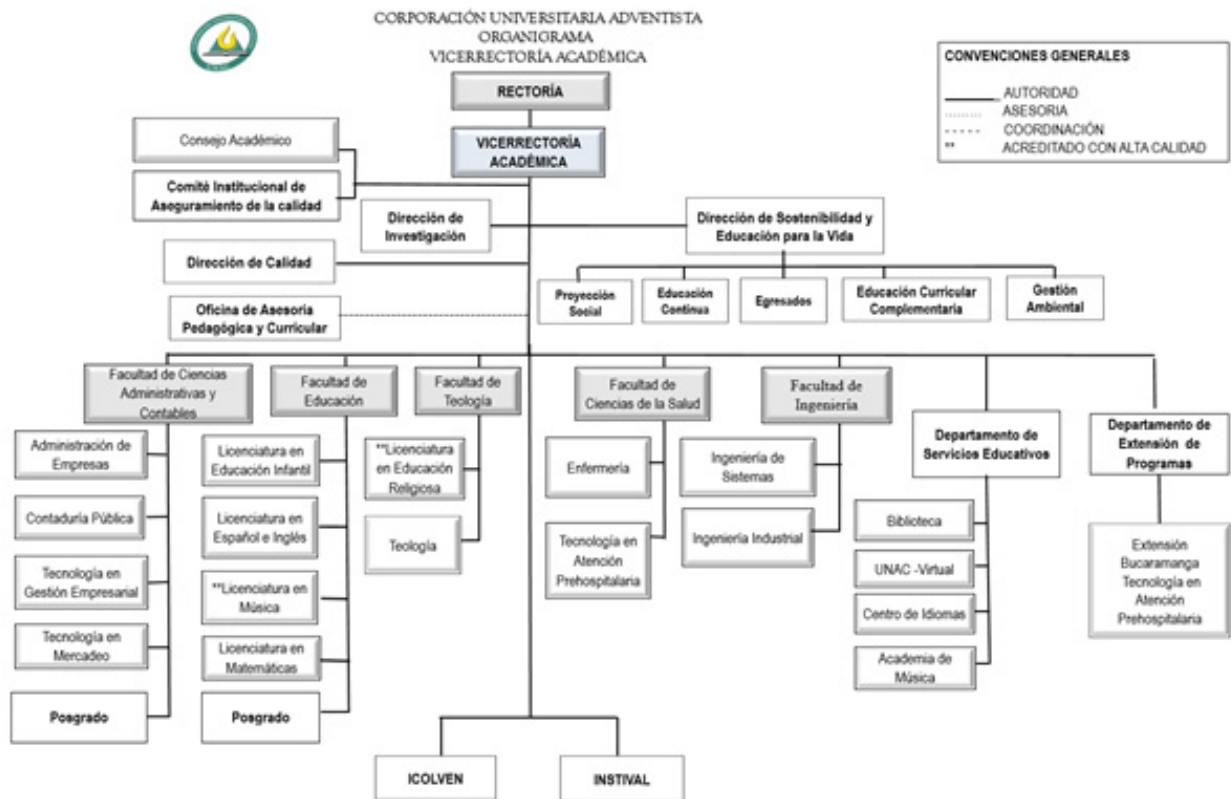 CORPORACIÓN UNIVERSITARIA ADVENTISTA
ORGANIGRAMA
VICERRECTORÍA ACADÉMICA
CONVENCIONES GENERALES
AUTORIDAD
ASESORIA
COORDINACIÓN
** ACREDITADO CON ALTA CALIDAD
RECTORÍA
VICERRECTORÍA
ACADÉMICA
Consejo Académico
Comité Institucional de
Aseguramiento de la calidad
Dirección de
Investigación
Dirección de Sostenibilidad y
Educación para la Vida
Dirección de Calidad
Proyección
Social
Educación
Continua
Egresados
Educación Curricular
Complementaria
Gestión
Ambiental
Oficina de Asesoría
Pedagógica y Curricular
Facultad de Ciencias
Administrativas y
Contables
Facultad de
Educación
Facultad de
Teología
Facultad de
Ciencias de la Salud
Facultad de
Ingeniería
Departamento de
Servicios Educativos
Departamento de
Extensión de
Programas
Administración de
Empresas
Contaduría Pública
Tecnología en
Gestión Empresarial
Tecnología en
Mercadeo
Posgrado
Licenciatura en
Educación Infantil
Licenciatura en
Español e Inglés
**Licenciatura en
Música
Licenciatura en
Matemáticas
Posgrado
**Licenciatura
en Educación
Religiosa
Teología
Enfermería
Tecnología en
Atención
Prehospitalaria
Ingeniería de
Sistemas
Ingeniería Industrial
Biblioteca
UNAC -Virtual
Centro de Idiomas
Academia de
Música
Extensión
Bucaramanga
Tecnología en
Atención
Prehospitalaria
ICOLVEN
INSTIVAL